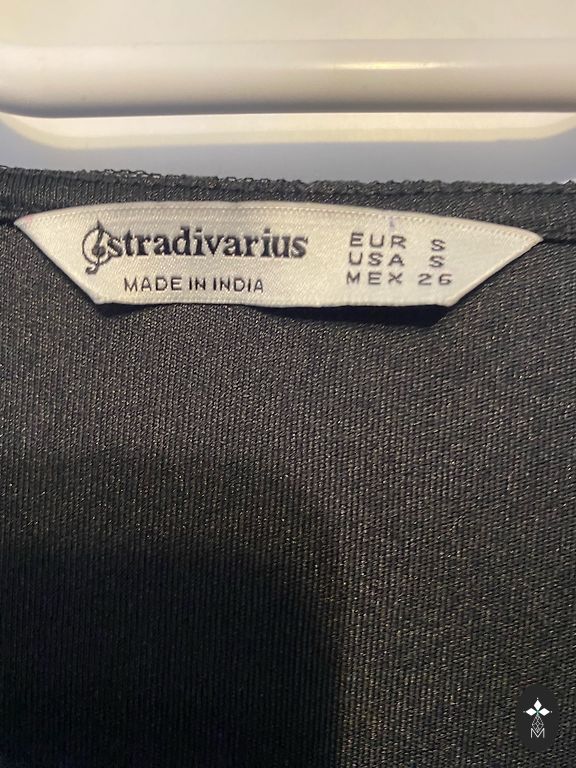 stradivarius
MADE IN INDIA
EUR S
USA S
MEX 26